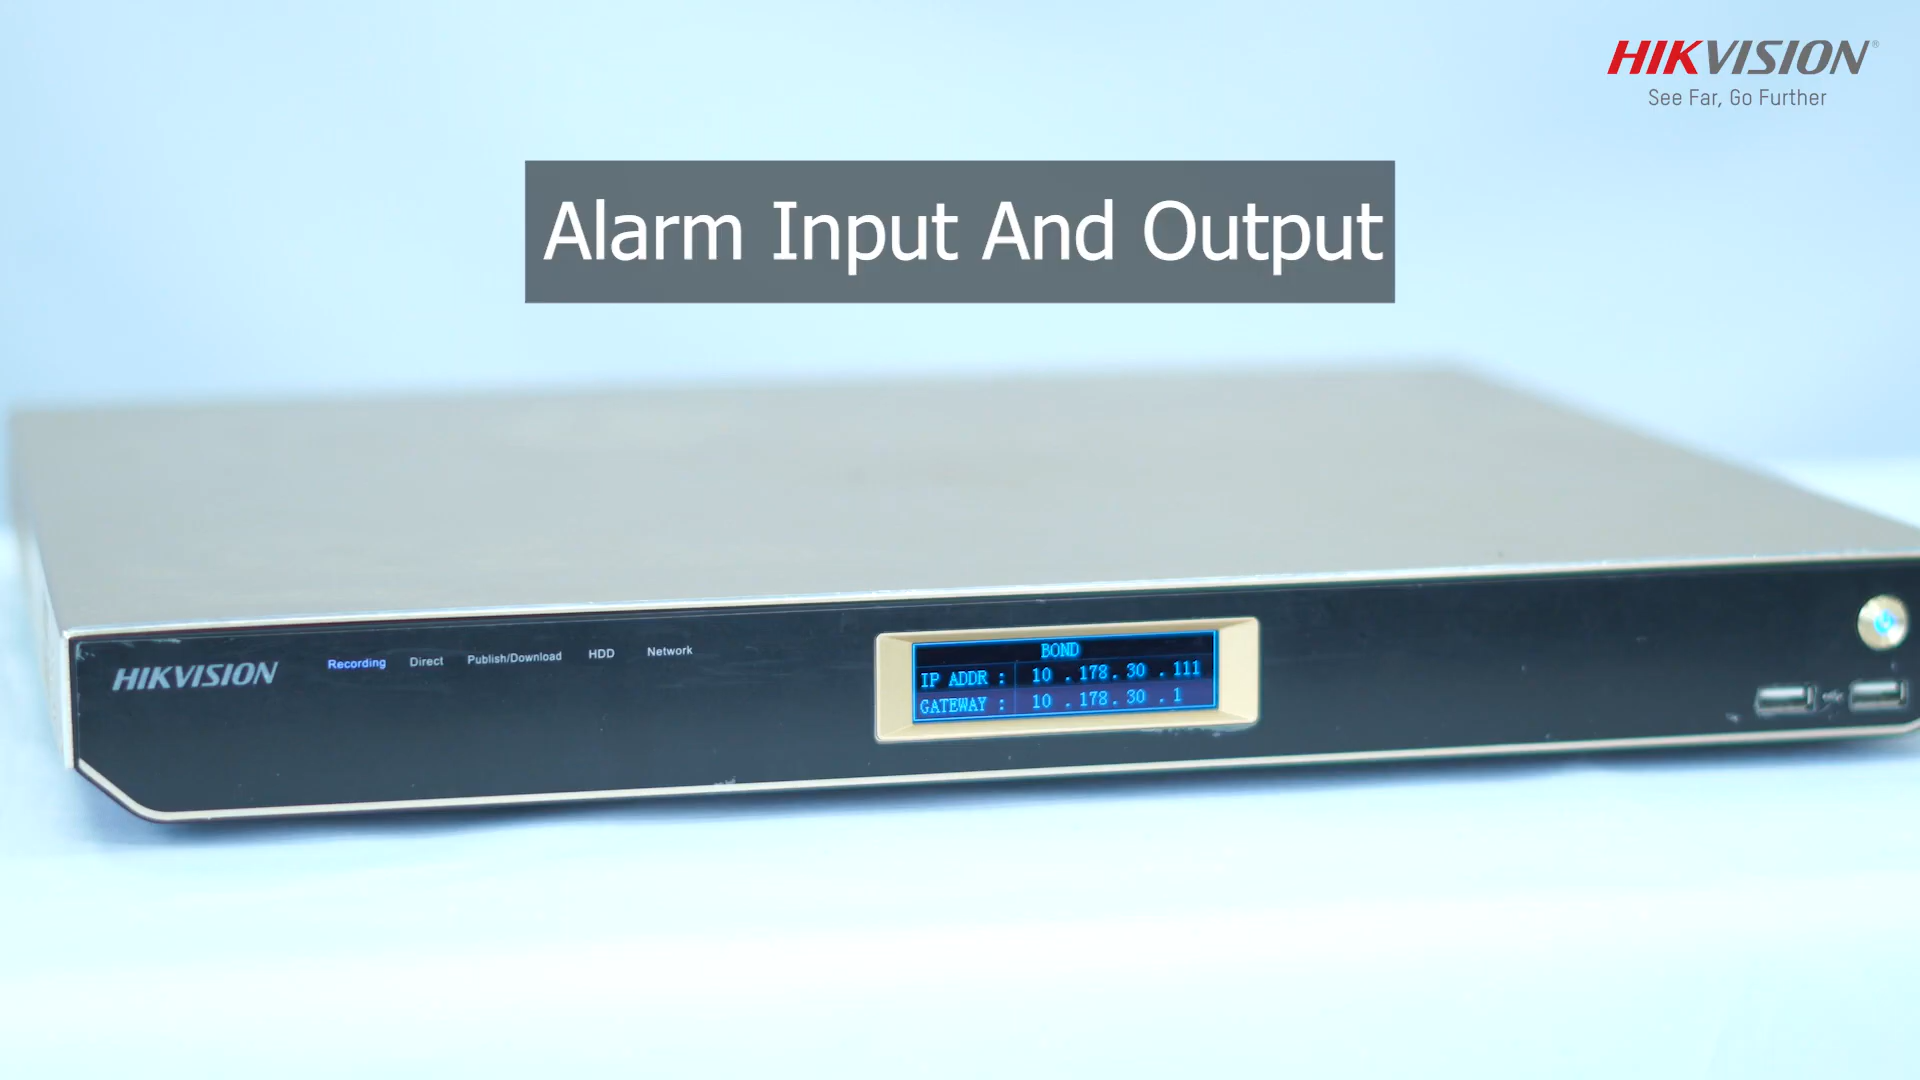 HIKVISION®
See Far, Go Further
Alarm Input And Output
HIKVISION Recording Direct Publish/Download HDD Network
BOND
IP ADDR : 10 .178. 30 .111
GATEWAY : 10 .178. 30 . 1